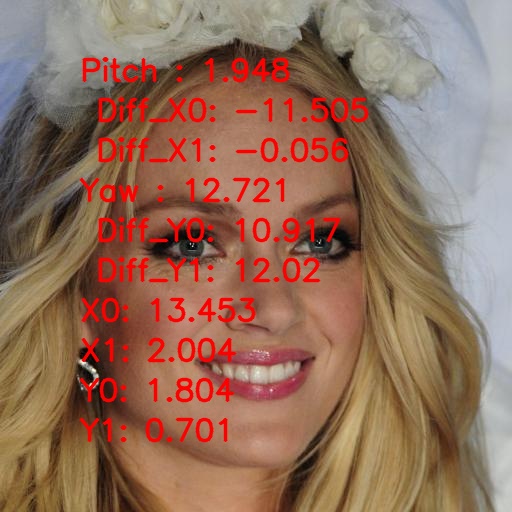 Pitch : 1.948
Diff_X0: -11.505
Diff_X1: -0.056
Yaw : 12.721
Diff_Y0: 10.917
Diff_Y1: 12.02
X0: 13.453
X1: 2.004
Y0: 1.804
Y1: 0.701